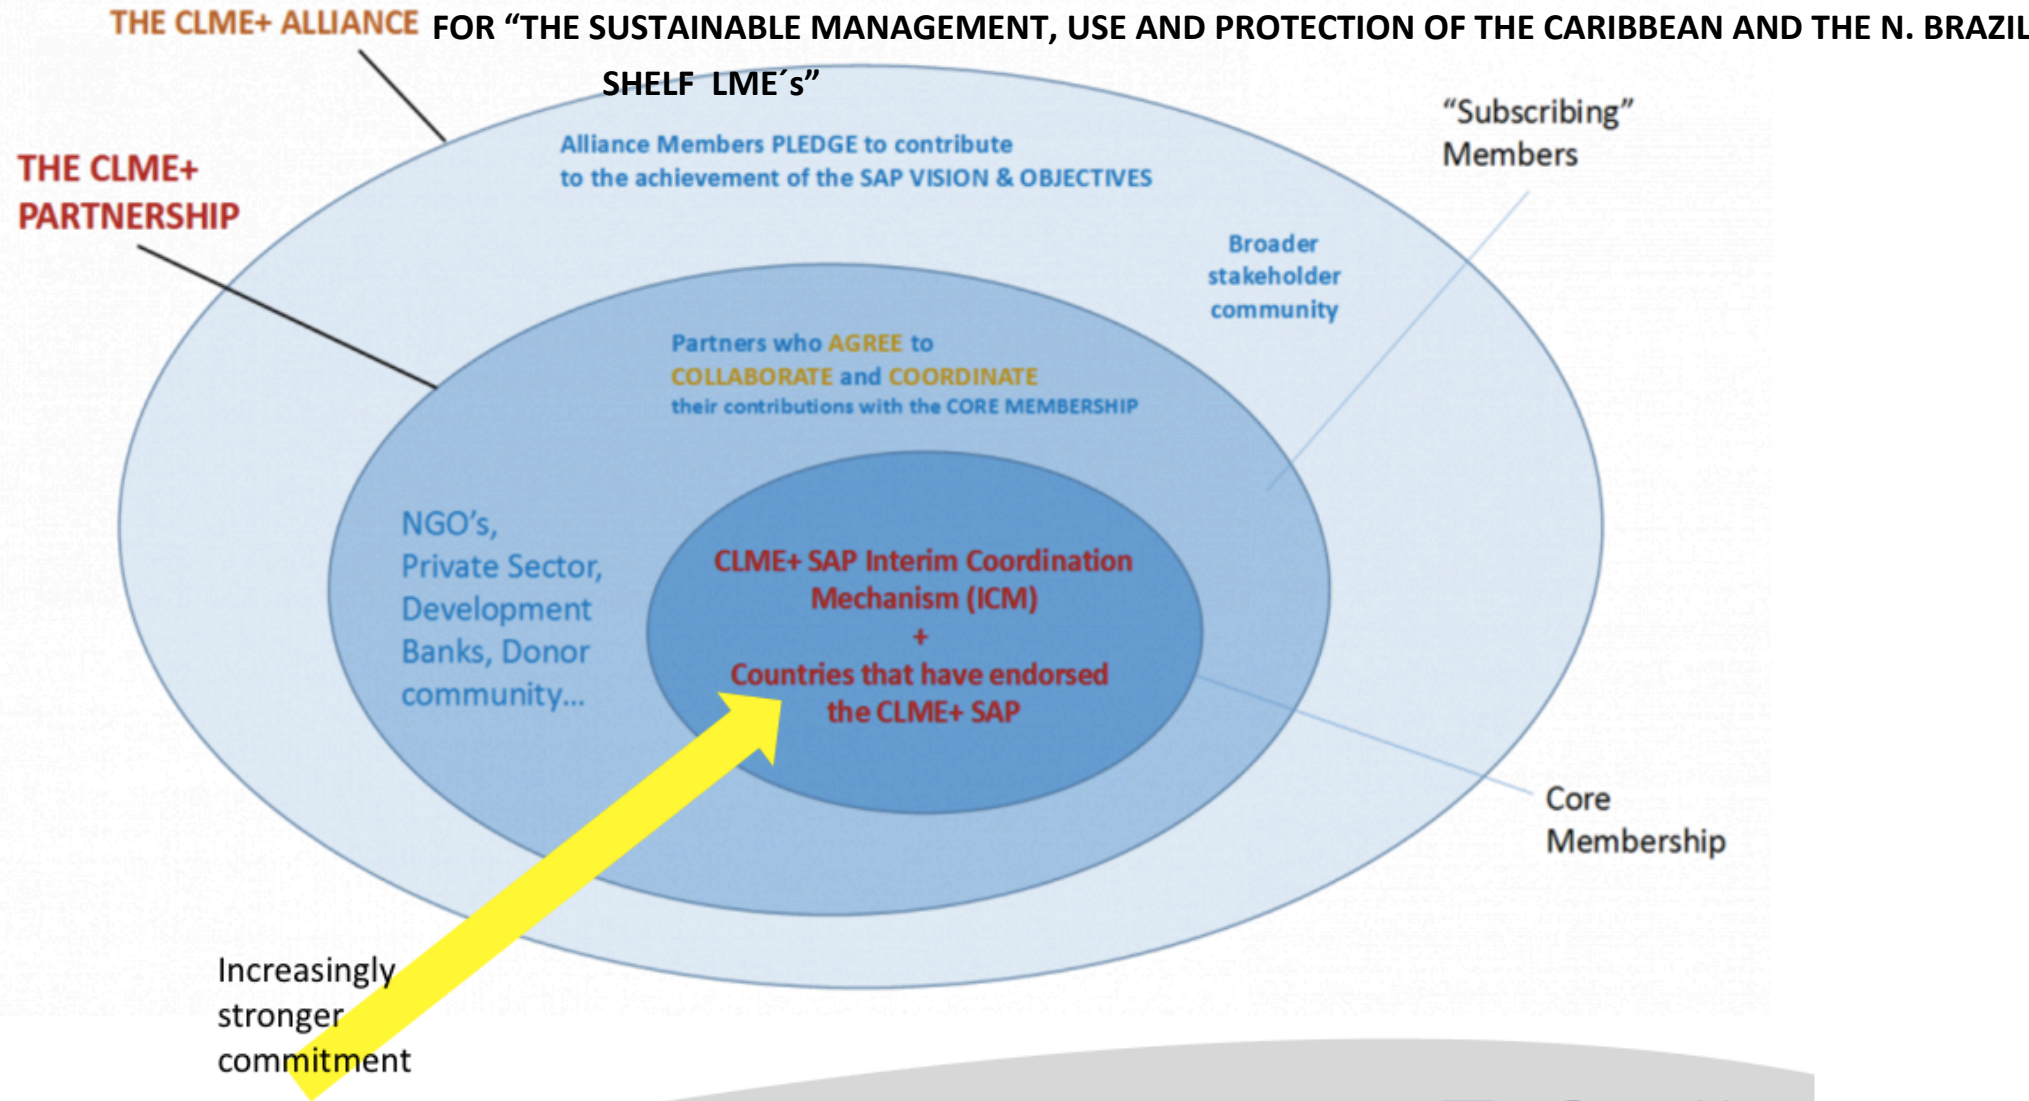 THE CLME+ ALLIANCE FOR “THE SUSTAINABLE MANAGEMENT, USE AND PROTECTION OF THE CARIBBEAN AND THE N. BRAZIL
SHELF LME´s”
“Subscribing”
Members
Alliance Members PLEDGE to contribute
to the achievement of the SAP VISION & OBJECTIVES
THE CLME+
PARTNERSHIP
Broader
stakeholder
community
Partners who AGREE to
COLLABORATE and COORDINATE
their contributions with the CORE MEMBERSHIP
NGO’s,
Private Sector,
Development
Banks, Donor
community...
CLME+ SAP Interim Coordination
Mechanism (ICM)
+
Countries that have endorsed
the CLME+ SAP
Core
Membership
Increasingly
stronger
commitment